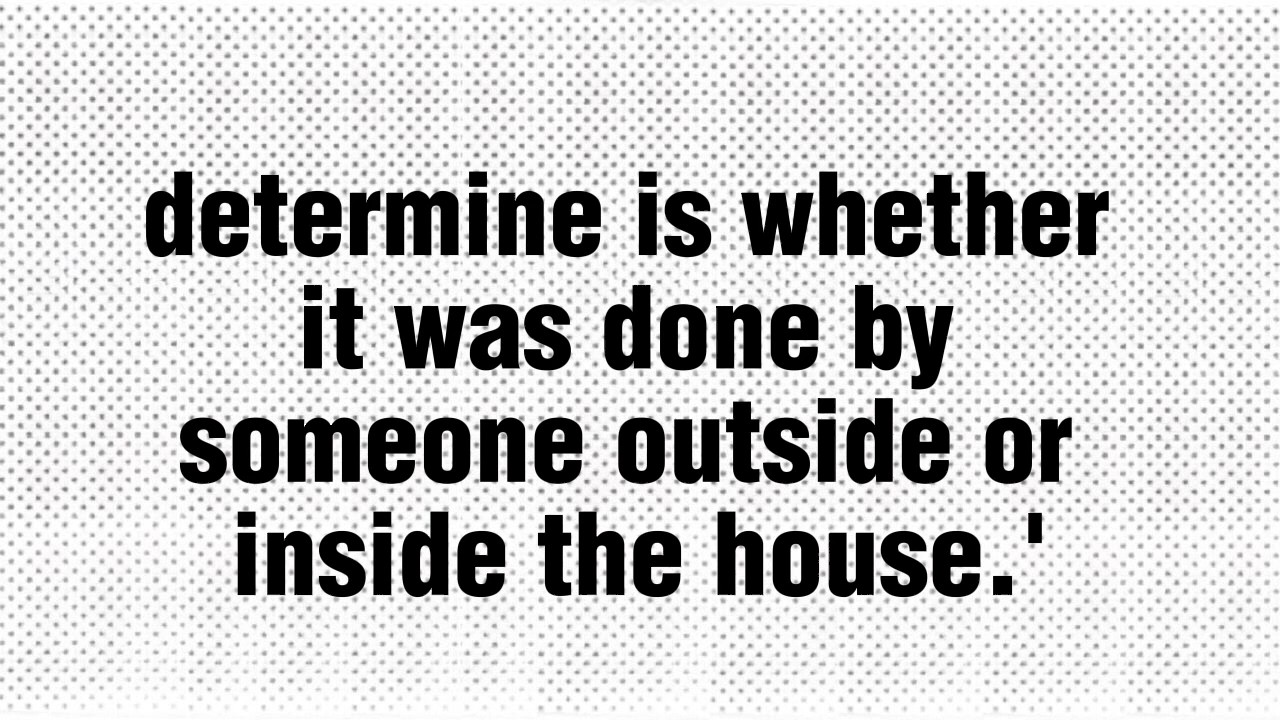 determine is whether
it was done by
someone outside or
inside the house.'